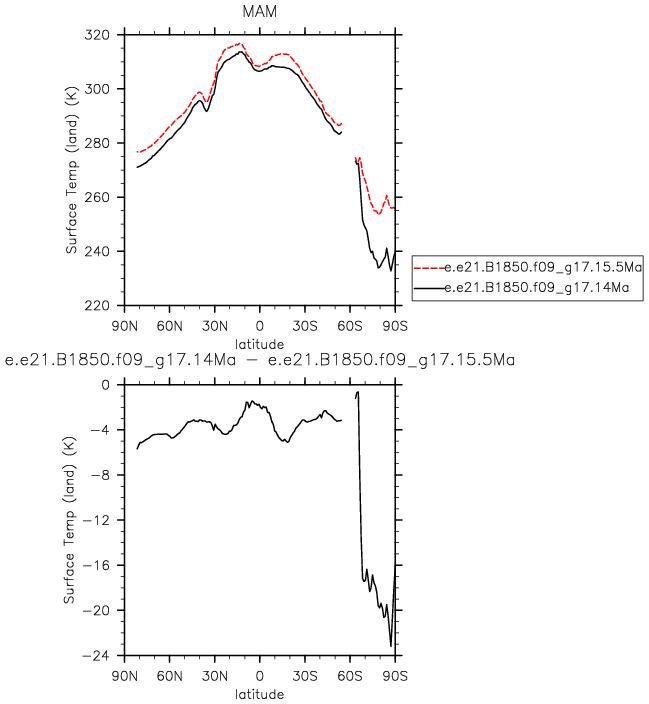 MAM
320
300
280
260
240
220
Surface Temp (land) (K)
90N 60N 30N 0 30S 60S 90S
latitude
e.e21.B1850.f09_g17.15.5Ma
e.e21.B1850.f09_g17.14Ma
e.e21.B1850.f09_g17.14Ma − e.e21.B1850.f09_g17.15.5Ma
0
−4
−8
−12
−16
−20
−24
Surface Temp (land) (K)
90N 60N 30N 0 30S 60S 90S
latitude